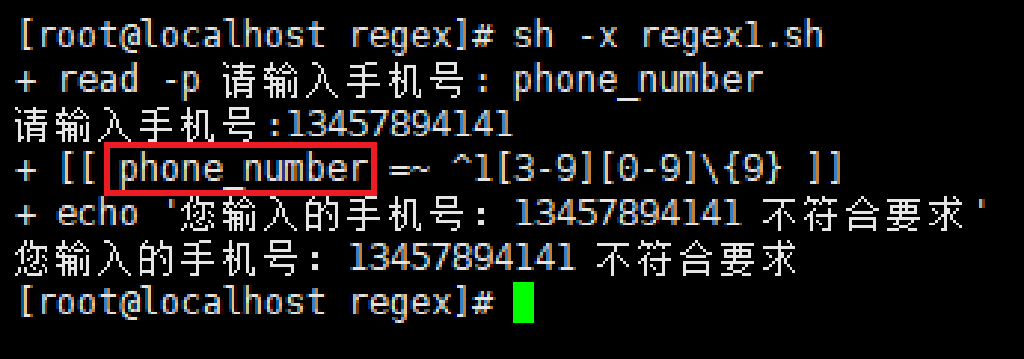 [root@localhost regex]# sh -x regex1.sh
+ read -p 请输入手机号: phone_number
请输入手机号:13457894141
+ [[ phone_number =~ ^1[3-9][0-9]\{9} ]]
+ echo '您输入的手机号: 13457894141 不符合要求'
您输入的手机号: 13457894141 不符合要求
[root@localhost regex]#